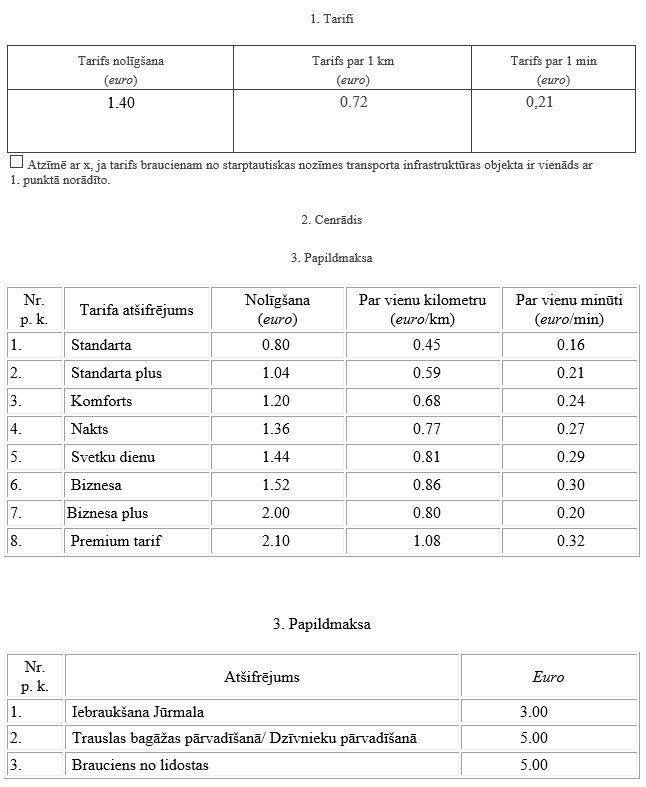 1. Tarifi
Tarifs nolīgšana Tarifs par 1 km Tarifs par 1 min
(euro) (euro) (euro)
1.40 0.72 0,21
Atzīmē ar x, ja tarifs braucienam no starptautiskas nozīmes transporta infrastruktūras objekta ir vienāds ar
1. punktā norādīto.
2. Cenrādis
3. Papildmaksa
Nr. Nolīgšana Par vienu kilometru Par vienu minūti
p. k. Tarifa atšifrējums (euro) (euro/km) (euro/min)
1. Standarta 0.80 0.45 0.16
2. Standarta plus 1.04 0.59 0.21
3. Komforts 1.20 0.68 0.24
4. Nakts 1.36 0.77 0.27
5. Svetku dienu 1.44 0.81 0.29
6. Biznesa 1.52 0.86 0.30
7. Biznesa plus 2.00 0.80 0.20
8. Premium tarif 2.10 1.08 0.32
3. Papildmaksa
Nr.
p. k. Atšifrējums Euro
1. Iebraukšana Jūrmala 3.00
2. Trauslas bagāžas pārvadīšanā/ Dzīvnieku pārvadīšanā 5.00
3. Brauciens no lidostas 5.00